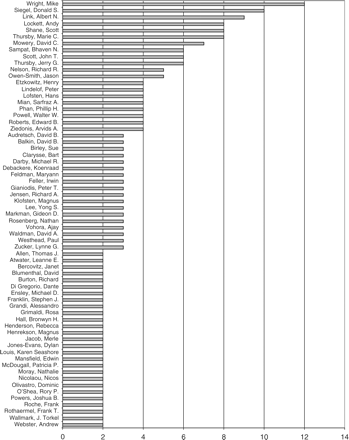 Wright, Mike
Siegel, Donald S.
Link, Albert N.
Lockett, Andy
Shane, Scott
Thursby, Marie C.
Mowery, David C.
Sampat, Bhaven N.
Scott, John T.
Thursby, Jerry G.
Nelson, Richard R.
Owen-Smith, Jason
Etzkowitz, Henry
Lindelof, Peter
Lofsten, Hans
Mian, Sarfraz A.
Phan, Phillip H.
Powell, Walter W.
Roberts, Edward B.
Ziedonis, Arvids A.
Audretsch, David B.
Balkin, David B.
Birley, Sue
Clarysse, Bart
Darby, Michael R.
Debackere, Koenraad
Feldman, Maryann
Feller, Irwin
Gianiodis, Peter T.
Jensen, Richard A.
Klofsten, Magnus
Lee, Yong S.
Markman, Gideon D.
Rosenberg, Nathan
Vohora, Ajay
Waldman, David A.
Westhead, Paul
Zucker, Lynne G.
Allen, Thomas J.
Atwater, Leanne E.
Bercovitz, Janet
Blumenthal, David
Burton, Richard
Di Gregorio, Dante
Ensley, Michael D.
Franklin, Stephen J.
Grandi, Alessandro
Grimaldi, Rosa
Hall, Bronwyn H.
Henderson, Rebecca
Henrekson, Magnus
Jacob, Merle
Jones-Evans, Dylan
Louis, Karen Seashore
Mansfield, Edwin
McDougall, Patricia P.
Moray, Nathalie
Nicolaou, Nicos
Olivastro, Dominic
O'Shea, Rory P.
Powers, Joshua B.
Roche, Frank
Rothaermel, Frank T.
Wallmark, J. Torkel
Webster, Andrew
0 2 4 6 8 10 12 14